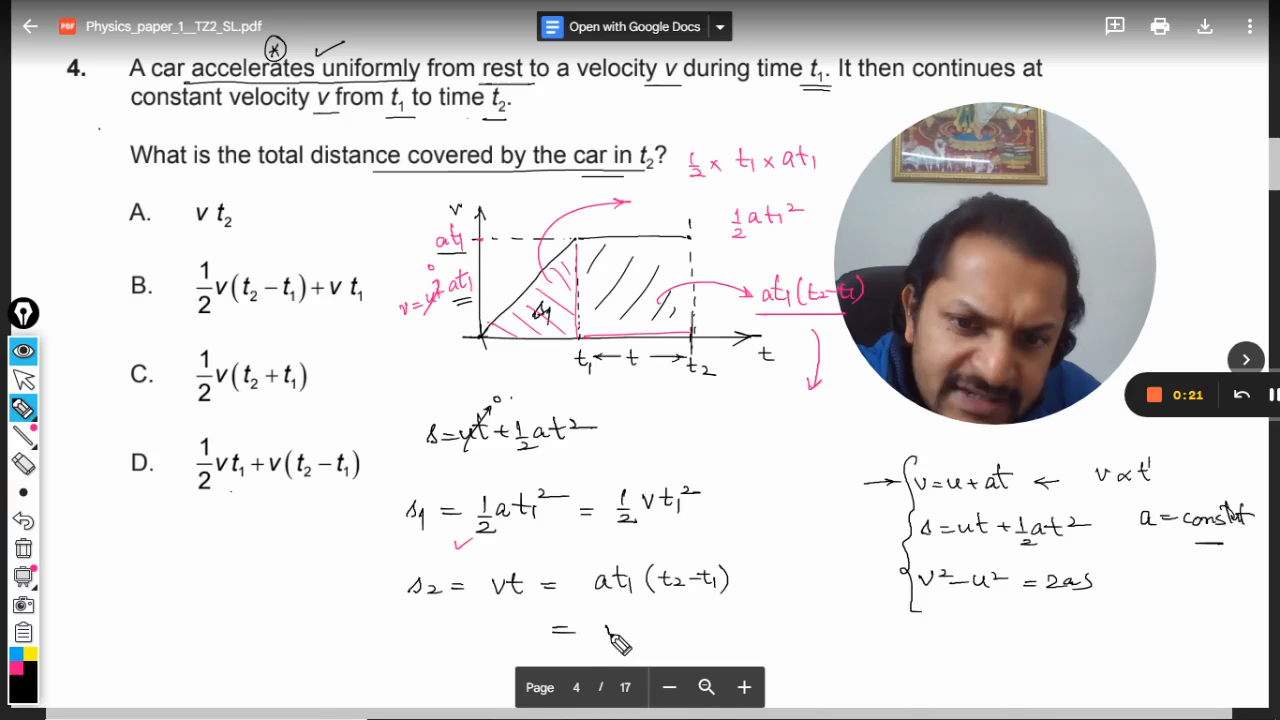 Physics_paper_1__TZ2_SL.pdf
Open with Google Docs
4. A car accelerates uniformly from rest to a velocity v during time t₁. It then continues at
constant velocity v from t₁ to time t₂.
What is the total distance covered by the car in t₂?
½ × t₁ × at₁
A. v t₂
½at₁²
B. ½v(t₂ − t₁) + v t₁
C. ½v(t₂ + t₁)
D. ½vt₁ + v(t₂ − t₁)
v
at₁
v = u + at₁
0
at₁(t₂−t₁)
t₁ ← t → t₂
t
0
s = ut + ½at²
s₁ = ½at₁² = ½vt₁²
s₂ = vt = at₁(t₂−t₁)
=
→ v = u + at ← v ∝ t¹
s = ut + ½at² a = constant
v² − u² = 2as
0:21
Page 4 / 17